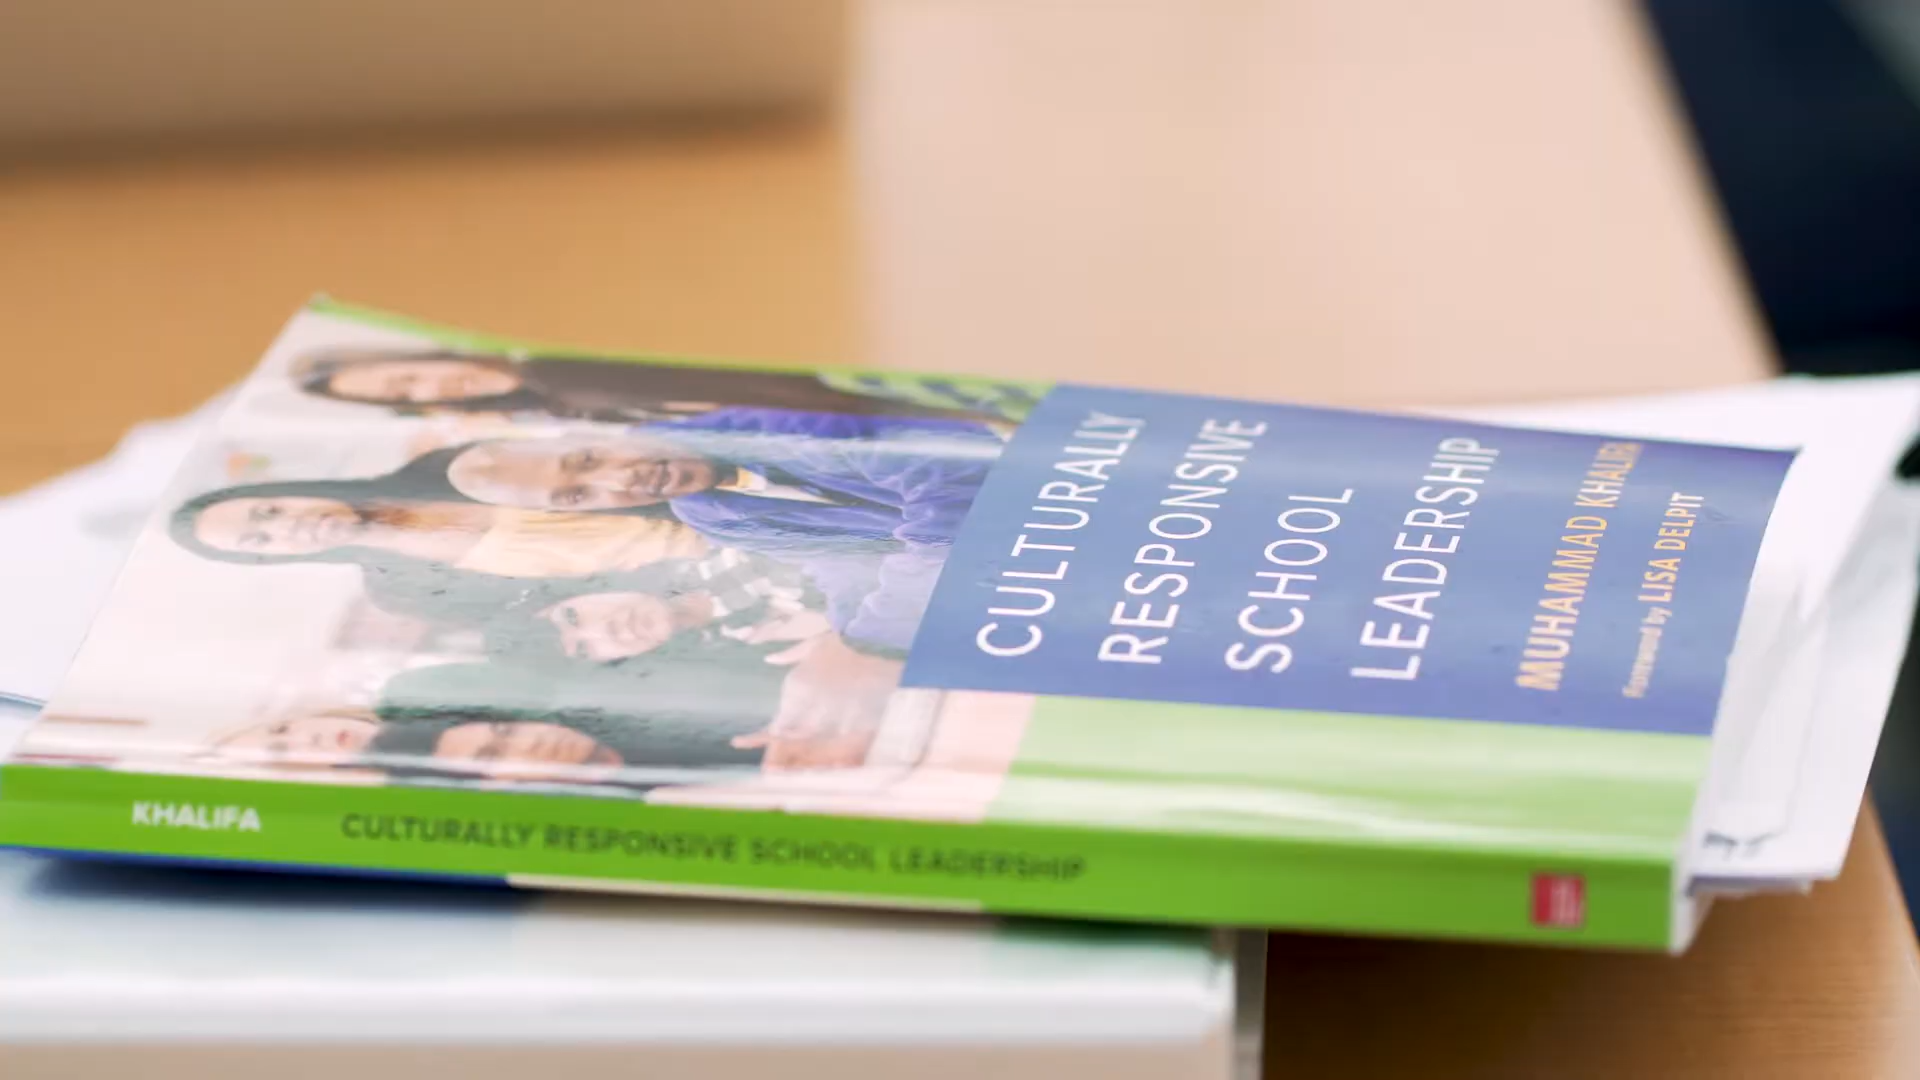 CULTURALLY
RESPONSIVE
SCHOOL
LEADERSHIP
MUHAMMAD KHALIFA
Foreword by LISA DELPIT
KHALIFA CULTURALLY RESPONSIVE SCHOOL LEADERSHIP